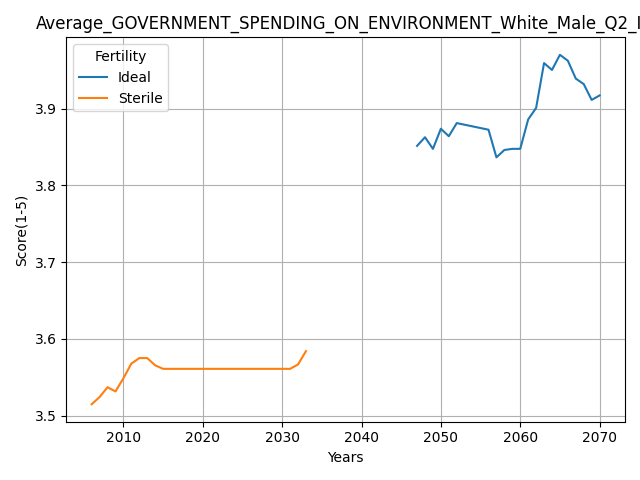 Average_GOVERNMENT_SPENDING_ON_ENVIRONMENT_White_Male_Q2_I
Fertility
Ideal
Sterile
Score(1-5)
3.9
3.8
3.7
3.6
3.5
2010 2020 2030 2040 2050 2060 2070
Years